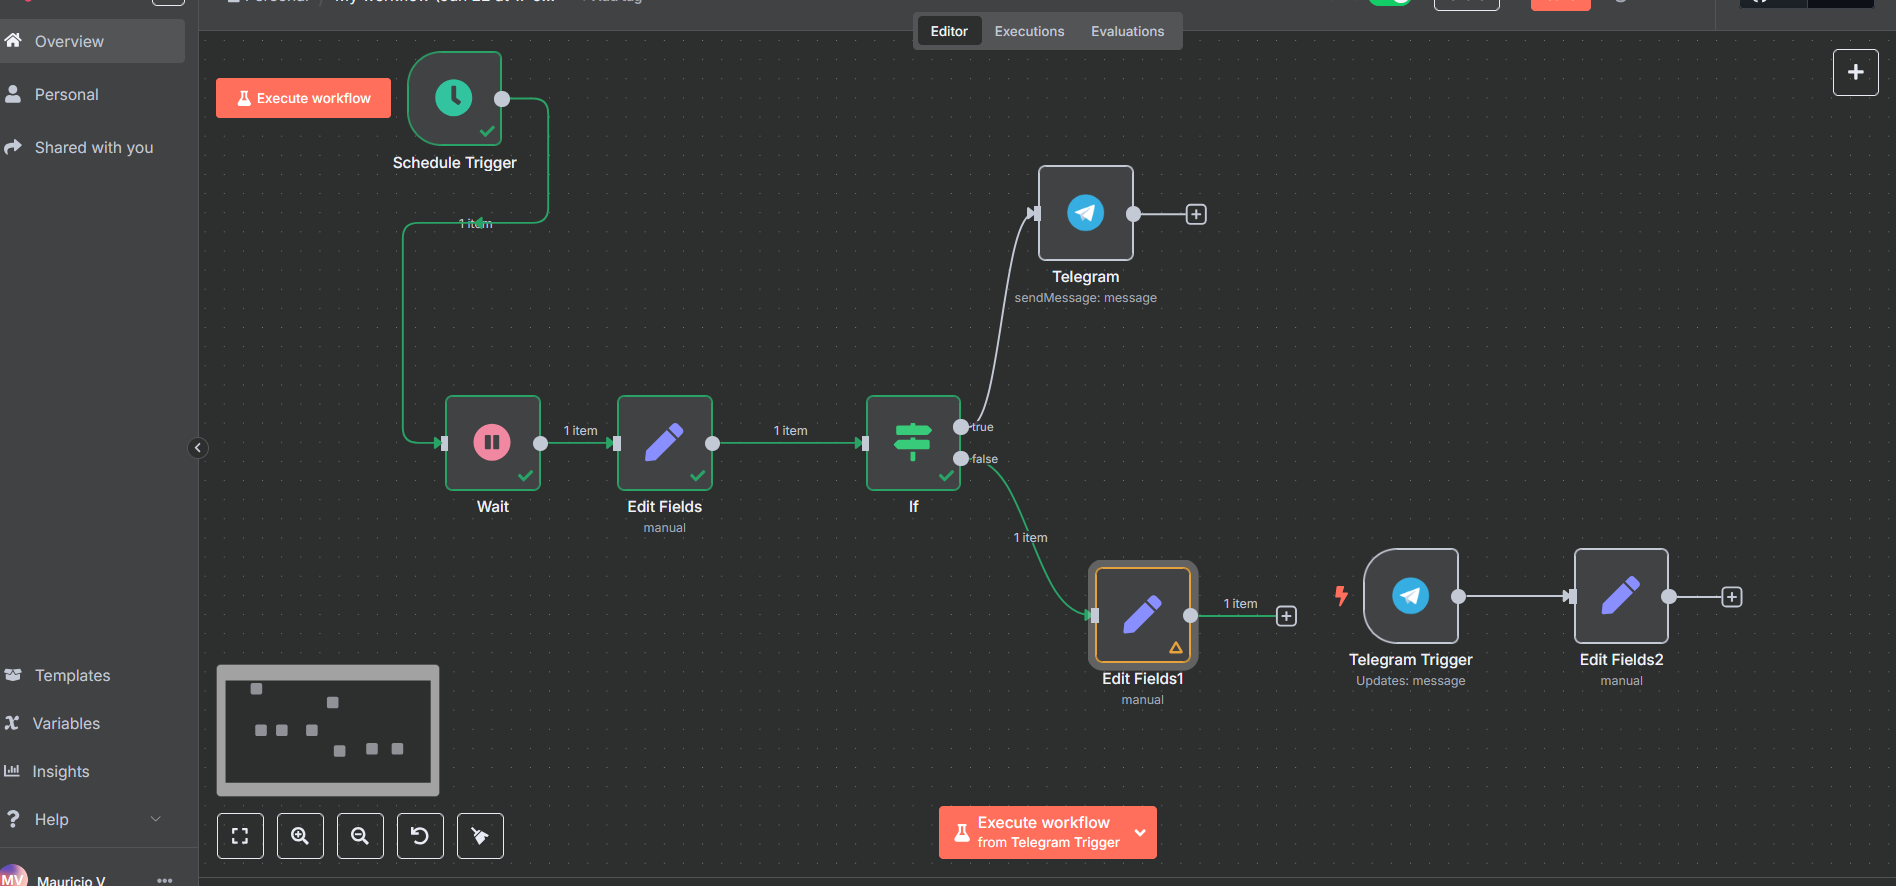 Overview
Personal
Shared with you
Templates
Variables
Insights
Help
MV
Mauricio V
Editor
Executions
Evaluations
Execute workflow
Schedule Trigger
1 item
Telegram
sendMessage: message
Wait
1 item
Edit Fields
manual
1 item
If
true
false
1 item
Edit Fields1
manual
1 item
Telegram Trigger
Updates: message
Edit Fields2
manual
Execute workflow
from Telegram Trigger